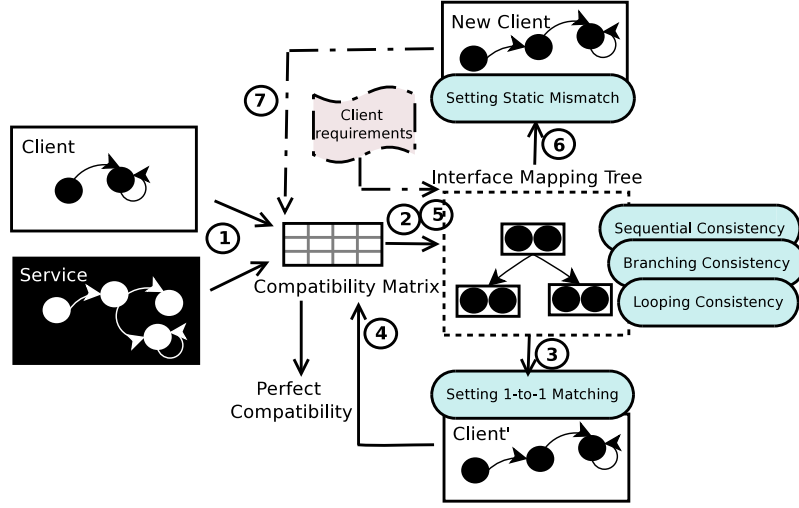 New Client
Setting Static Mismatch
7
Client
requirements
6
Client
Interface Mapping Tree
1
2
5
Sequential Consistency
Service
Branching Consistency
Compatibility Matrix
Looping Consistency
4
3
Perfect
Compatibility
Setting 1-to-1 Matching
Client'